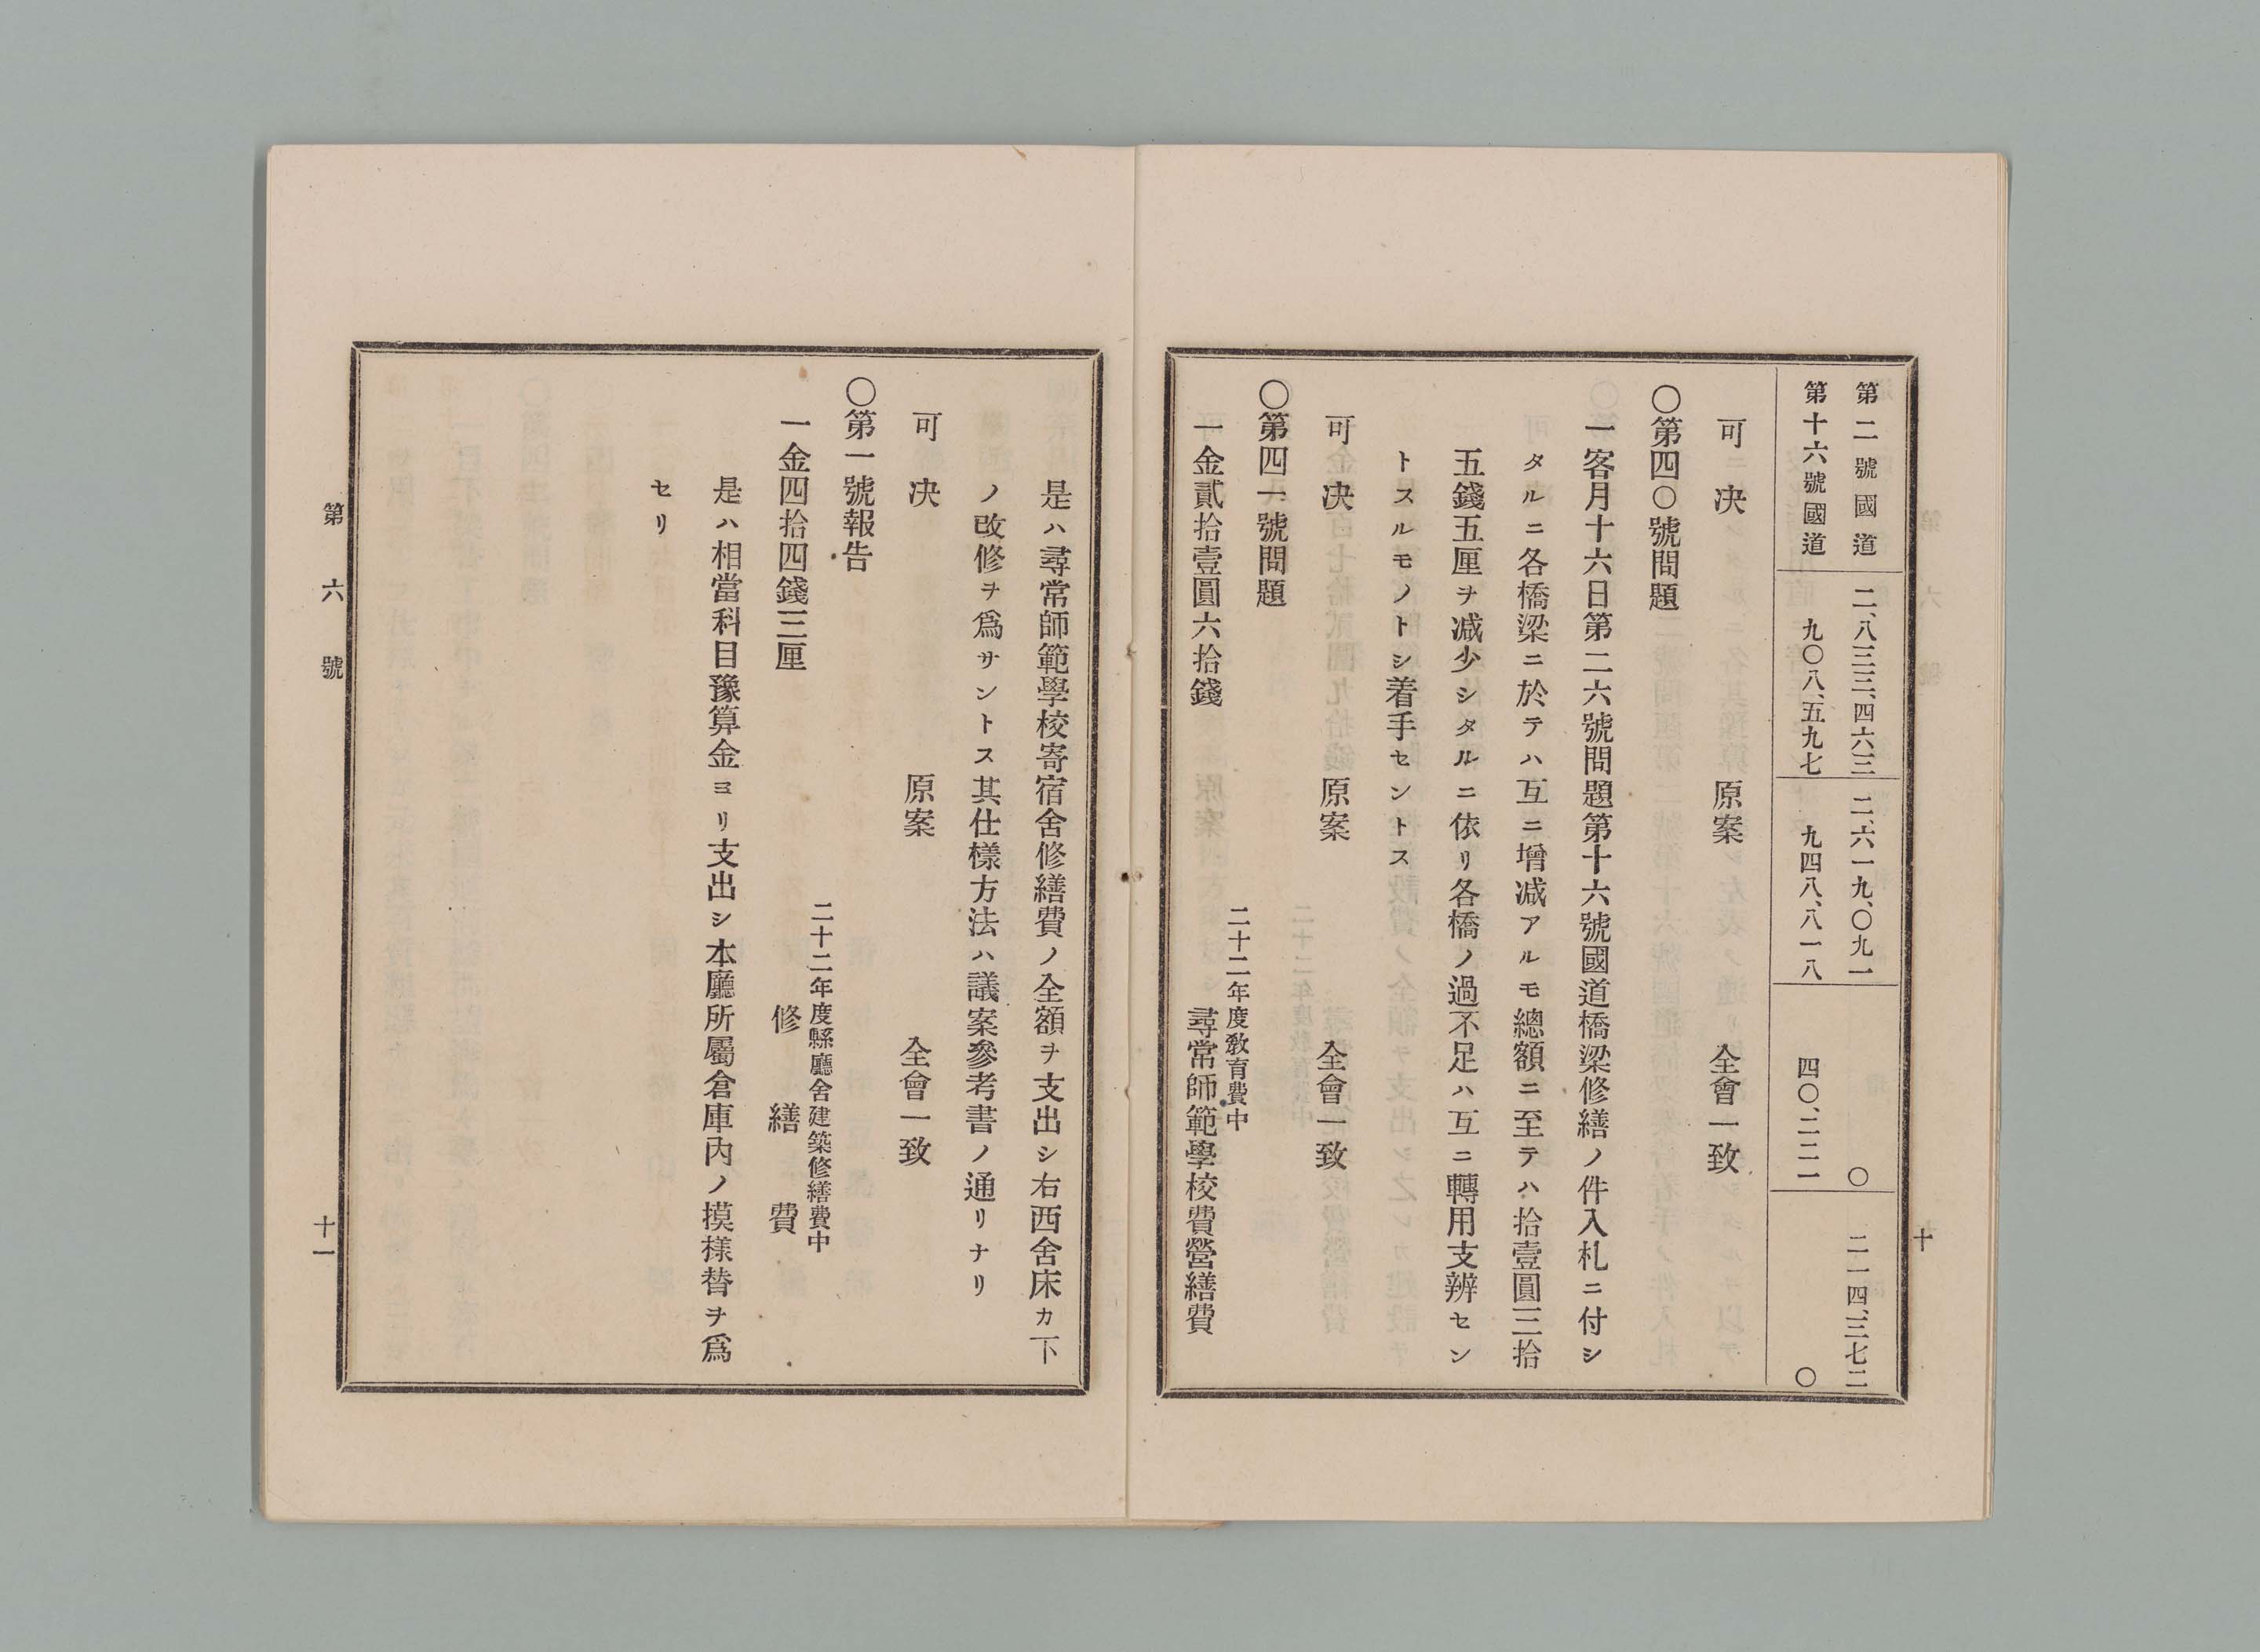 第二號國道　二、八三三、四六三　二、六一九、〇九一　〇　二一四、三七二
第十六號國道　九〇八、五九七　九四八、八一八　四〇、二二一　〇
可决　原案　全會一致
〇第四〇號問題
一客月十六日第二六號問題第十六號國道橋梁修繕ノ件入札ニ付シ
タルニ各橋梁ニ於テハ互ニ增减アルモ總額ニ至テハ拾壹圓三拾
五錢五厘ヲ减少シタルニ依リ各橋ノ過不足ハ互ニ轉用支辨セン
トスルモノトシ着手セントス
可决　原案　全會一致
〇第四一號問題
二十二年度敎育費中
一金貳拾壹圓六拾錢　尋常師範學校費營繕費
十
是ハ尋常師範學校寄宿舍修繕費ノ全額ヲ支出シ右西舍床カ下
ノ改修ヲ爲サントス其仕樣方法ハ議案參考書ノ通リナリ
可决　原案　全會一致
〇第一號報吿
二十二年度縣廳舍建築修繕費中
一金四拾四錢三厘　修繕費
是ハ相當科目豫算金ヨリ支出シ本廳所屬倉庫內ノ摸樣替ヲ爲
セリ
第六號
十一